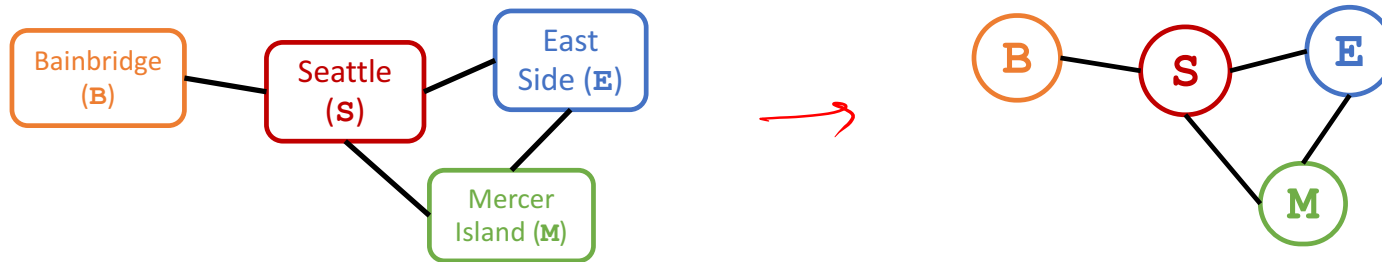 Bainbridge
(B)
Seattle
(S)
East
Side (E)
Mercer
Island (M)
B
S
E
M